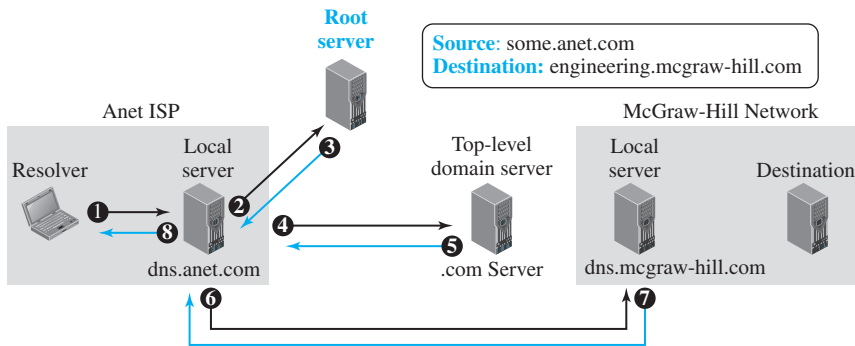 Root
server
Source: some.anet.com
Destination: engineering.mcgraw-hill.com
Anet ISP
McGraw-Hill Network
Resolver
Local
server
Top-level
domain server
Local
server
Destination
1
2
3
4
5
8
dns.anet.com
.com Server
dns.mcgraw-hill.com
6
7